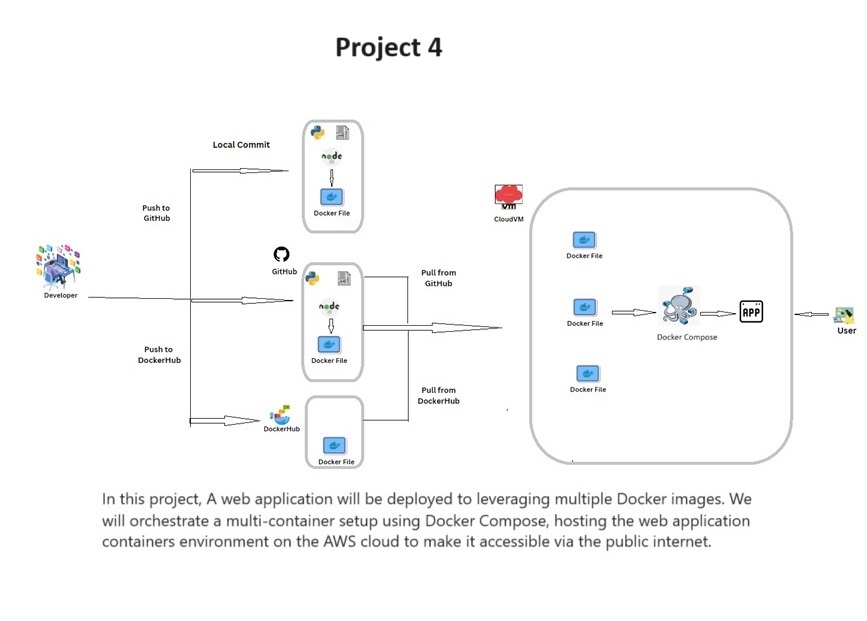 Project 4
Local Commit
node
Docker File
Push to
GitHub
vm
CloudVM
GitHub
Developer
node
Docker File
Pull from
GitHub
Docker File
Docker File
Docker Compose
APP
User
Push to
DockerHub
Pull from
DockerHub
Docker File
DockerHub
Docker File
In this project, A web application will be deployed to leveraging multiple Docker images. We
will orchestrate a multi-container setup using Docker Compose, hosting the web application
containers environment on the AWS cloud to make it accessible via the public internet.